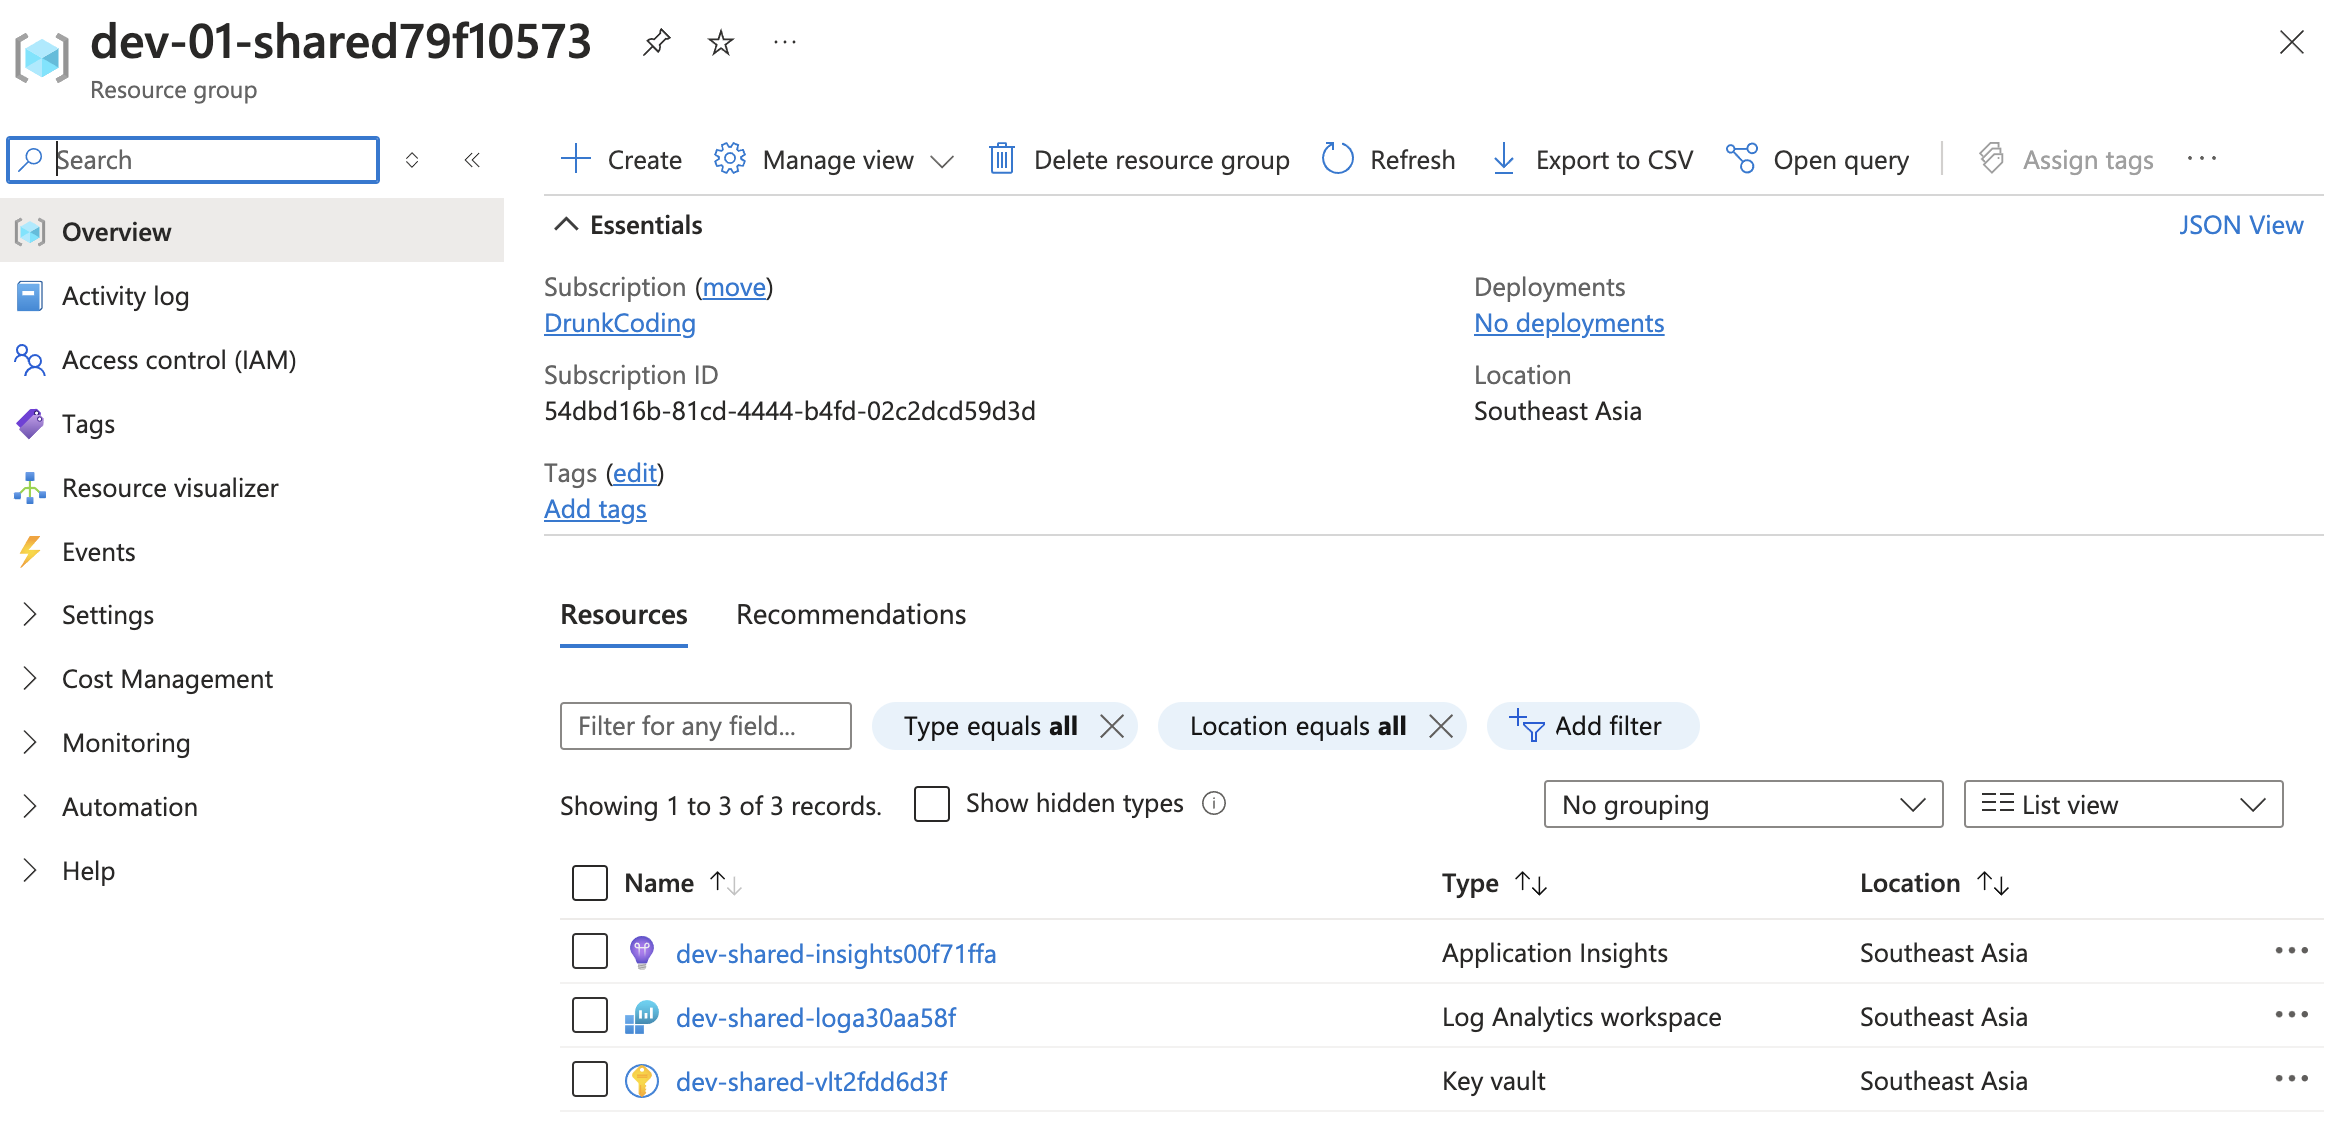 dev-01-shared79f10573
Resource group
Search
Create Manage view Delete resource group Refresh Export to CSV Open query Assign tags
Overview
Activity log
Access control (IAM)
Tags
Resource visualizer
Events
Settings
Cost Management
Monitoring
Automation
Help
Essentials
JSON View
Subscription (move)
DrunkCoding
Subscription ID
54dbd16b-81cd-4444-b4fd-02c2dcd59d3d
Deployments
No deployments
Location
Southeast Asia
Tags (edit)
Add tags
Resources Recommendations
Filter for any field... Type equals all Location equals all Add filter
Showing 1 to 3 of 3 records. Show hidden types No grouping List view
Name Type Location
dev-shared-insights00f71ffa Application Insights Southeast Asia
dev-shared-loga30aa58f Log Analytics workspace Southeast Asia
dev-shared-vlt2fdd6d3f Key vault Southeast Asia